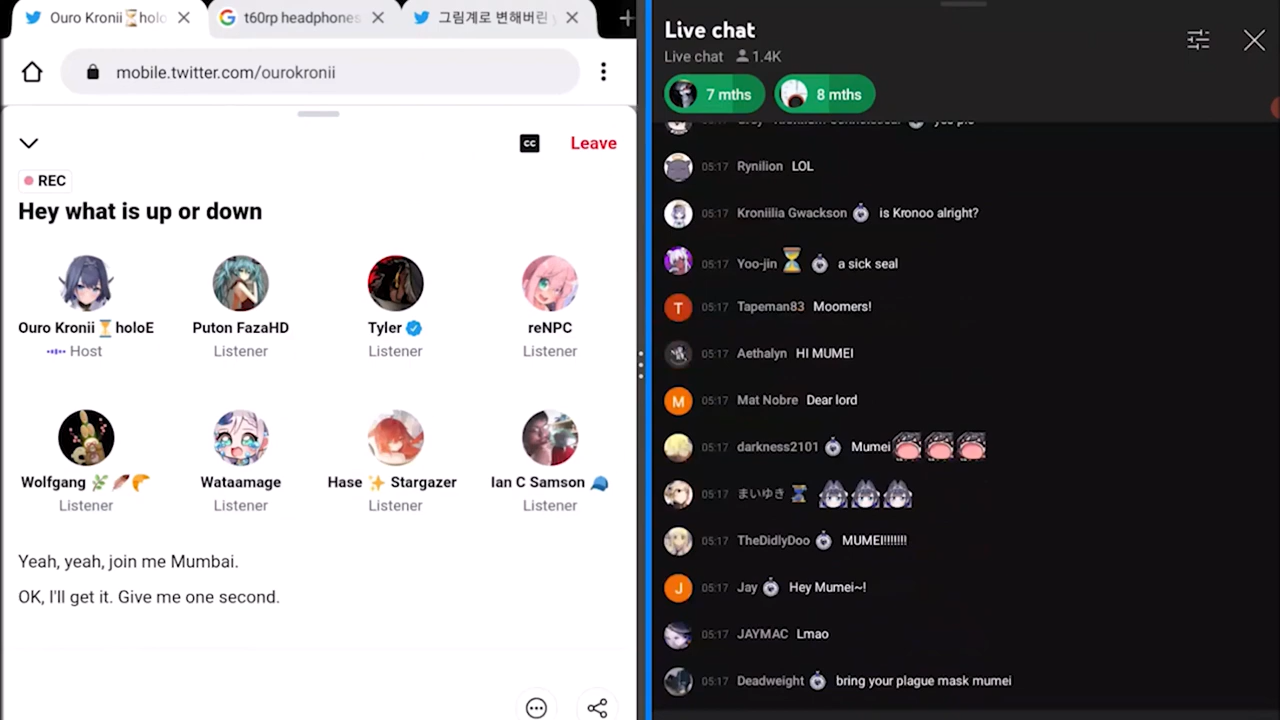 Ouro Kronii⏳holo
t60rp headphones
그림계로 변해버린
mobile.twitter.com/ourokronii
CC
Leave
REC
Hey what is up or down
Ouro Kronii⏳holoE
Host
Puton FazaHD
Listener
Tyler
Listener
reNPC
Listener
Wolfgang 🌿🪶🥐
Listener
Wataamage
Listener
Hase ✨ Stargazer
Listener
Ian C Samson 🧢
Listener
Yeah, yeah, join me Mumbai.
OK, I'll get it. Give me one second.
Live chat
Live chat 1.4K
7 mths
8 mths
05:17 Rynilion LOL
05:17 Kroniilia Gwackson is Kronoo alright?
05:17 Yoo-jin ⏳ a sick seal
T 05:17 Tapeman83 Moomers!
05:17 Aethalyn HI MUMEI
M 05:17 Mat Nobre Dear lord
05:17 darkness2101 Mumei
05:17 まいゆき
05:17 TheDidlyDoo MUMEI!!!!!!!
J 05:17 Jay Hey Mumei~!
05:17 JAYMAC Lmao
05:17 Deadweight bring your plague mask mumei